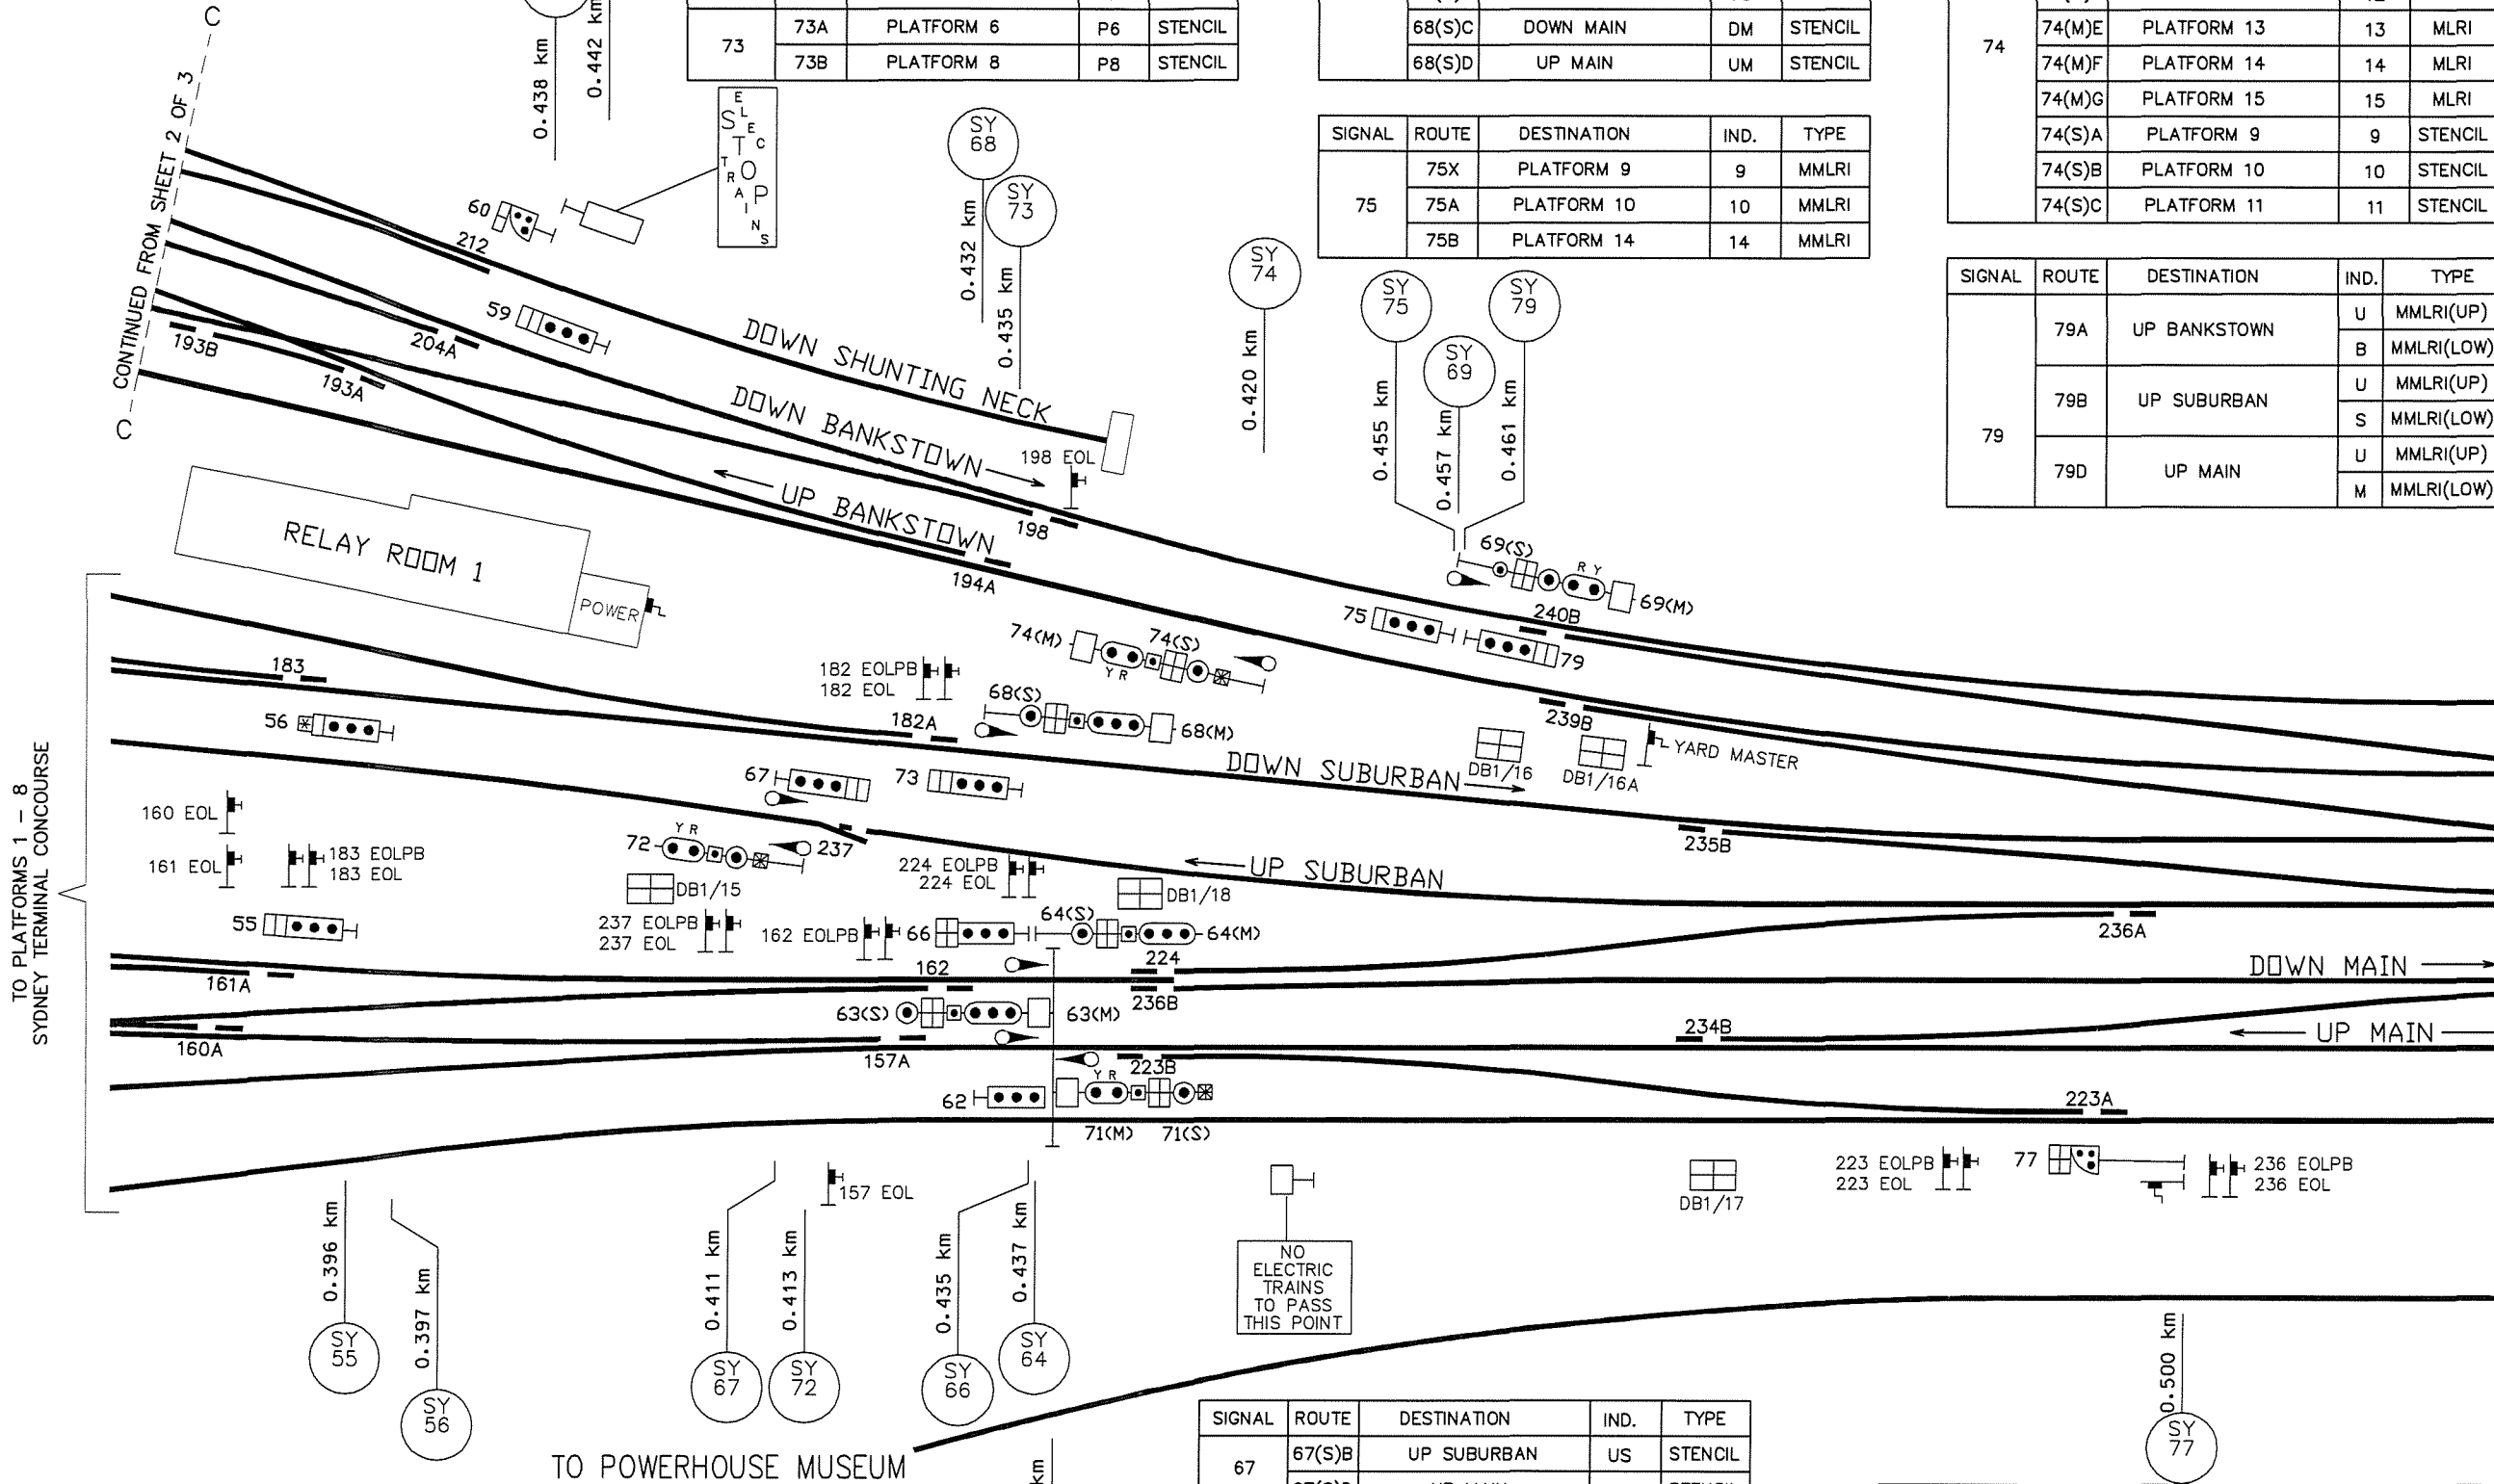 C
CONTINUED FROM SHEET 2 OF 3
C
0.438 km
0.442 km
73
73A PLATFORM 6 P6 STENCIL
73B PLATFORM 8 P8 STENCIL
68(S)C DOWN MAIN DM STENCIL
68(S)D UP MAIN UM STENCIL
74
74(M)E PLATFORM 13 13 MLRI
74(M)F PLATFORM 14 14 MLRI
74(M)G PLATFORM 15 15 MLRI
74(S)A PLATFORM 9 9 STENCIL
74(S)B PLATFORM 10 10 STENCIL
74(S)C PLATFORM 11 11 STENCIL
SIGNAL ROUTE DESTINATION IND. TYPE
75
75X PLATFORM 9 9 MMLRI
75A PLATFORM 10 10 MMLRI
75B PLATFORM 14 14 MMLRI
SIGNAL ROUTE DESTINATION IND. TYPE
79
79A UP BANKSTOWN U MMLRI(UP)
B MMLRI(LOW)
79B UP SUBURBAN U MMLRI(UP)
S MMLRI(LOW)
79D UP MAIN U MMLRI(UP)
M MMLRI(LOW)
ELEC
STOP
TRAINS
SY
68
0.432 km
SY
73
0.435 km
SY
74
0.420 km
SY
75
0.455 km
SY
69
0.457 km
SY
79
0.461 km
60
212
59
193B
193A
204A
DOWN SHUNTING NECK
DOWN BANKSTOWN
198 EOL
UP BANKSTOWN
198
194A
RELAY ROOM 1
POWER
69(S)
R Y
69(M)
240B
75
79
74(M)
74(S)
Y R
183
182 EOLPB
182 EOL
68(S)
68(M)
182A
239B
DB1/16
DB1/16A
YARD MASTER
56
DOWN SUBURBAN
67
73
TO PLATFORMS 1 - 8
SYDNEY TERMINAL CONCOURSE
160 EOL
161 EOL
183 EOLPB
183 EOL
72
Y R
237
235B
224 EOLPB
224 EOL
UP SUBURBAN
DB1/15
DB1/18
55
237 EOLPB
237 EOL
162 EOLPB
66
64(S)
64(M)
236A
161A
162
224
236B
DOWN MAIN
63(S)
63(M)
234B
UP MAIN
160A
157A
223B
Y R
62
71(M)
71(S)
223A
157 EOL
DB1/17
223 EOLPB
223 EOL
77
236 EOLPB
236 EOL
0.396 km
SY
55
0.397 km
SY
56
0.411 km
SY
67
0.413 km
SY
72
0.435 km
SY
66
0.437 km
SY
64
NO
ELECTRIC
TRAINS
TO PASS
THIS POINT
0.500 km
SY
77
TO POWERHOUSE MUSEUM
km
SIGNAL ROUTE DESTINATION IND. TYPE
67
67(S)B UP SUBURBAN US STENCIL